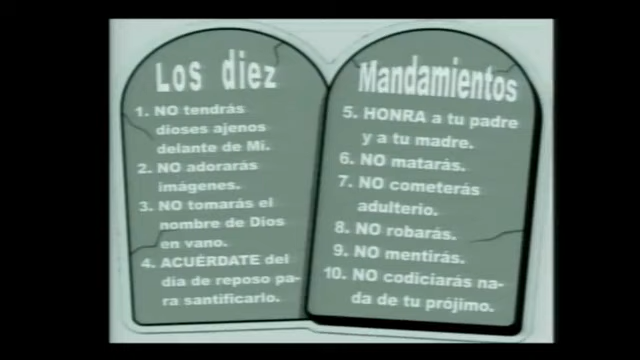 Los diez
1. NO tendrás
dioses ajenos
delante de Mí.
2. NO adorarás
imágenes.
3. NO tomarás el
nombre de Dios
en vano.
4. ACUÉRDATE del
día de reposo pa-
ra santificarlo.
Mandamientos
5. HONRA a tu padre
y a tu madre.
6. NO matarás.
7. NO cometerás
adulterio.
8. NO robarás.
9. NO mentirás.
10. NO codiciarás na-
da de tu prójimo.